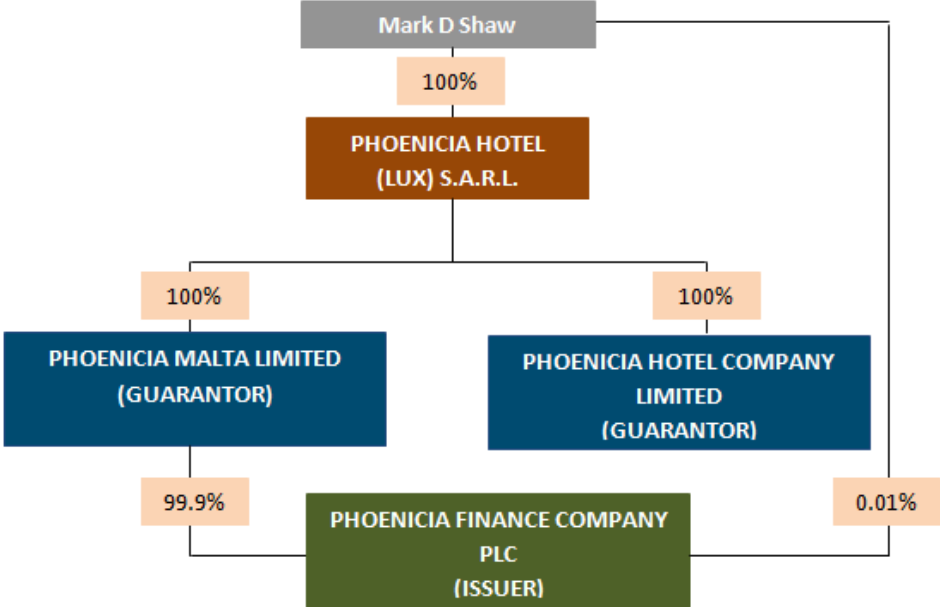 Mark D Shaw
100%
PHOENICIA HOTEL
(LUX) S.A.R.L.
100%
100%
PHOENICIA MALTA LIMITED
(GUARANTOR)
PHOENICIA HOTEL COMPANY
LIMITED
(GUARANTOR)
99.9%
0.01%
PHOENICIA FINANCE COMPANY
PLC
(ISSUER)